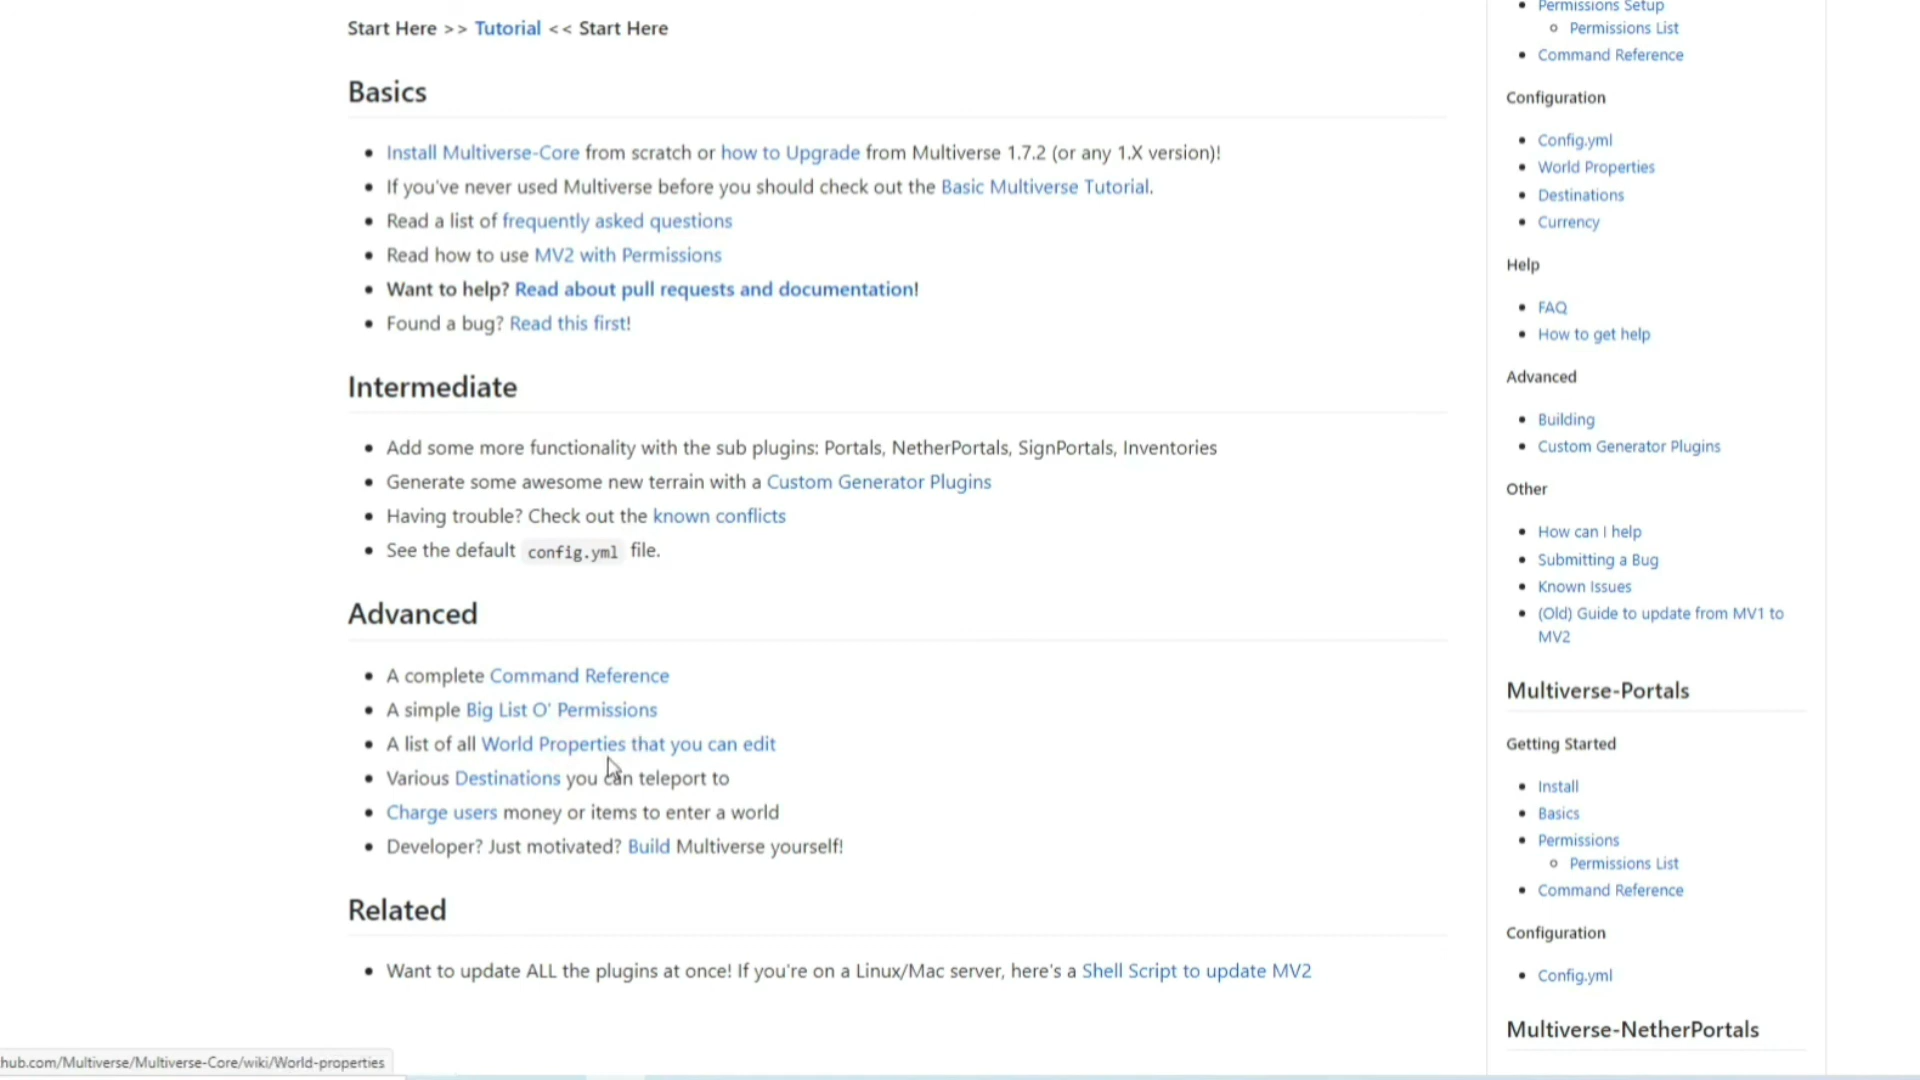 Start Here >> Tutorial << Start Here
Basics
Install Multiverse-Core from scratch or how to Upgrade from Multiverse 1.7.2 (or any 1.X version)!
If you've never used Multiverse before you should check out the Basic Multiverse Tutorial.
Read a list of frequently asked questions
Read how to use MV2 with Permissions
Want to help? Read about pull requests and documentation!
Found a bug? Read this first!
Intermediate
Add some more functionality with the sub plugins: Portals, NetherPortals, SignPortals, Inventories
Generate some awesome new terrain with a Custom Generator Plugins
Having trouble? Check out the known conflicts
See the default config.yml file.
Advanced
A complete Command Reference
A simple Big List O' Permissions
A list of all World Properties that you can edit
Various Destinations you can teleport to
Charge users money or items to enter a world
Developer? Just motivated? Build Multiverse yourself!
Related
Want to update ALL the plugins at once! If you're on a Linux/Mac server, here's a Shell Script to update MV2
Permissions Setup
Permissions List
Command Reference
Configuration
Config.yml
World Properties
Destinations
Currency
Help
FAQ
How to get help
Advanced
Building
Custom Generator Plugins
Other
How can I help
Submitting a Bug
Known Issues
(Old) Guide to update from MV1 to
MV2
Multiverse-Portals
Getting Started
Install
Basics
Permissions
Permissions List
Command Reference
Configuration
Config.yml
Multiverse-NetherPortals
hub.com/Multiverse/Multiverse-Core/wiki/World-properties